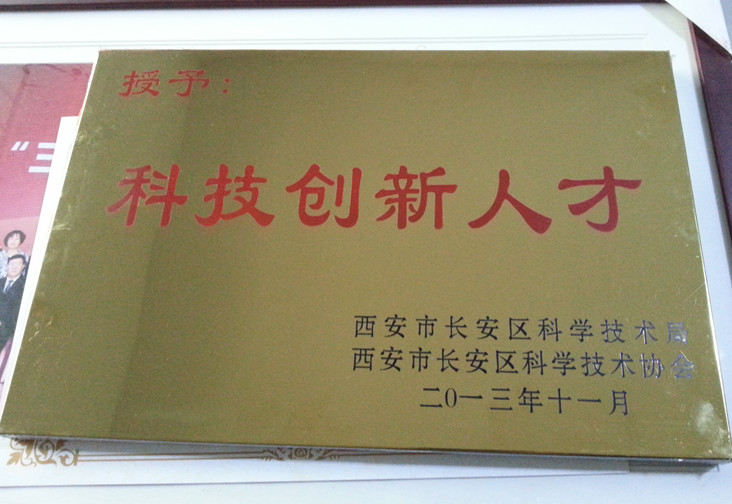 授予：
科技创新人才
西安市长安区科学技术局
西安市长安区科学技术协会
二0一三年十一月
“三